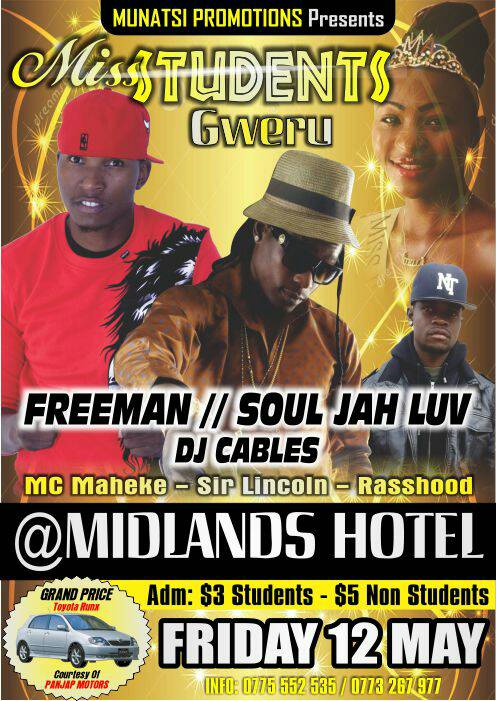 MUNATSI PROMOTIONS Presents
Miss STUDENTS
Gweru
NT
FREEMAN // SOUL JAH LUV
DJ CABLES
MC Maheke – Sir Lincoln – Rasshood
@MIDLANDS HOTEL
GRAND PRICE
Toyota Runx
Courtesy Of
PANJAP MOTORS
Adm: $3 Students - $5 Non Students
FRIDAY 12 MAY
INFO: 0775 552 535 / 0773 267 977